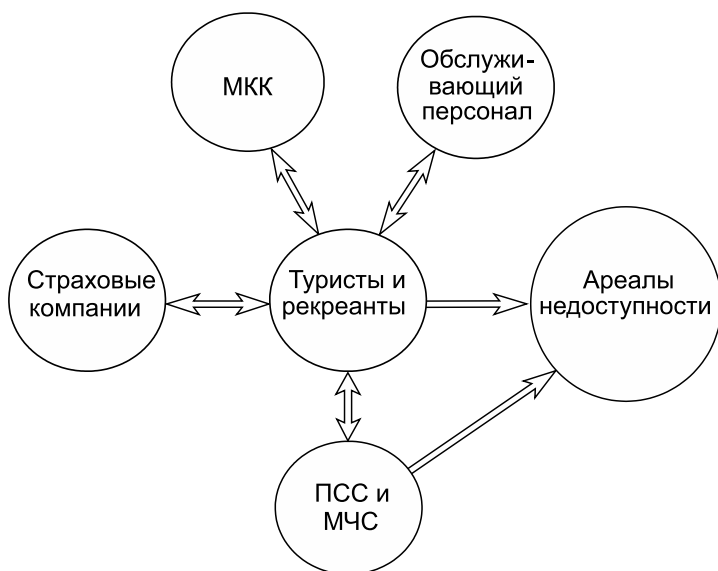 МКК
Обслужи-
вающий
персонал
Страховые
компании
Туристы и
рекреанты
Ареалы
недоступности
ПСС и
МЧС